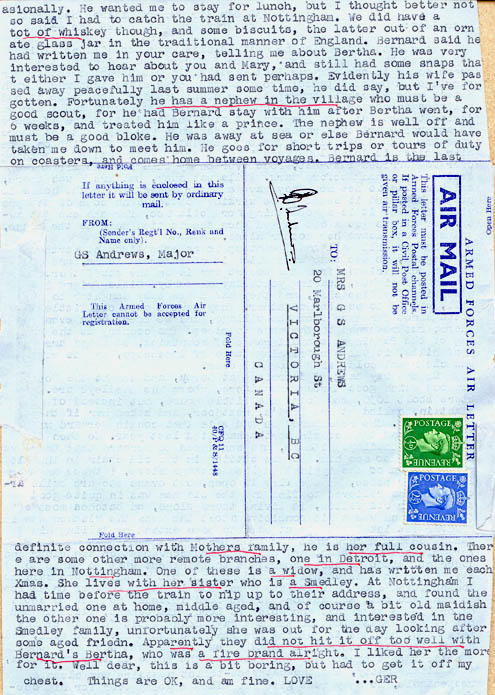 asionally. He wanted me to stay for lunch, but I thought better not
so said I had to catch the train at Nottingham. We did have a
tot of whiskey though, and some biscuits, the latter out of an orn
ate glass jar in the traditional manner of England. Bernard said he
had written me in your care, telling me about Bertha. He was very
interested to hear about you and Mary, and still had some snaps tha
t either I gave him or you had sent perhaps. Evidently his wife pas
sed away peacefully last summer some time, he did say, but I've for
gotten. Fortunately he has a nephew in the village who must be a
good scout, for he had Bernard stay with him after Bertha went, for
6 weeks, and treated him like a prince. The nephew is well off and
must be a good bloke. He was away at sea or else Bernard would have
taken me down to meet him. He goes for short trips or tours of duty
on coasters, and comes home between voyages. Bernard is the last
Fold Here
Open Here
If anything is enclosed in this
letter it will be sent by ordinary
mail.
FROM:
(Sender's Regt'l No., Rank and
Name only).
GS Andrews, Major
This Armed Forces Air
Letter cannot be accepted for
registration.
Fold Here
CFQ 11
ARMED FORCES AIR LETTER
AIR MAIL
This letter must be posted in
Armed Forces Postal channels.
If posted in a Civil Post Office
or pillar box, it will not be
given air transmission.
TO:
MRS G S ANDREWS
20 Marlborough St
VICTORIA, BC
CANADA
POSTAGE
REVENUE
POSTAGE
REVENUE
Fold Here
definite connection with Mothers family, he is her full cousin. Ther
e are some other more remote branches, one in Detroit, and the ones
here in Nottingham. One of these is a widow, and has written me each
Xmas. She lives with her sister who is a Smedley. At Nottingham I
had time before the train to nip up to their address, and found the
unmarried one at home, middle aged, and of course a bit old maidish
the other one is probably more interesting, and interested in the
Smedley family, unfortunately she was out for the day looking after
some aged friedn. Apparently they did not hit it off too well with
Bernard's Bertha, who was a fire brand alright. I liked her the more
for it. Well dear, this is a bit boring, but had to get it off my
chest. Things are OK, and am fine. LOVE ...GER